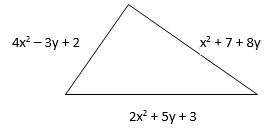 4x² – 3y + 2
x² + 7 + 8y
2x² + 5y + 3